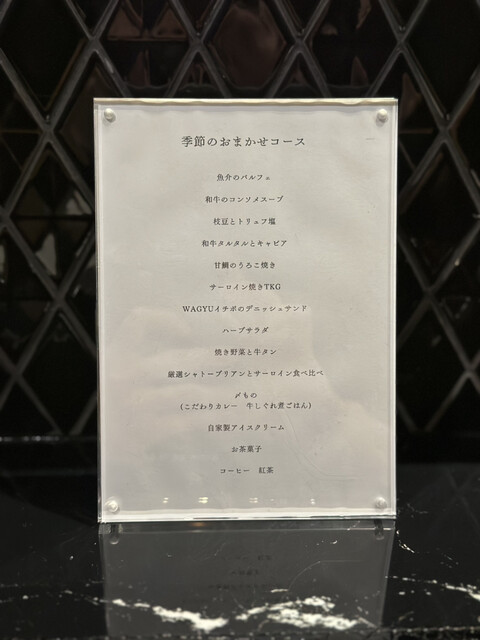 季節のおまかせコース
魚介のパルフェ
和牛のコンソメスープ
枝豆とトリュフ塩
和牛タルタルとキャビア
甘鯛のうろこ焼き
サーロイン焼きTKG
WAGYUイチボのデニッシュサンド
ハーブサラダ
焼き野菜と牛タン
厳選シャトーブリアンとサーロイン食べ比べ
〆もの
(こだわりカレー　牛しぐれ煮ごはん)
自家製アイスクリーム
お茶菓子
コーヒー　紅茶